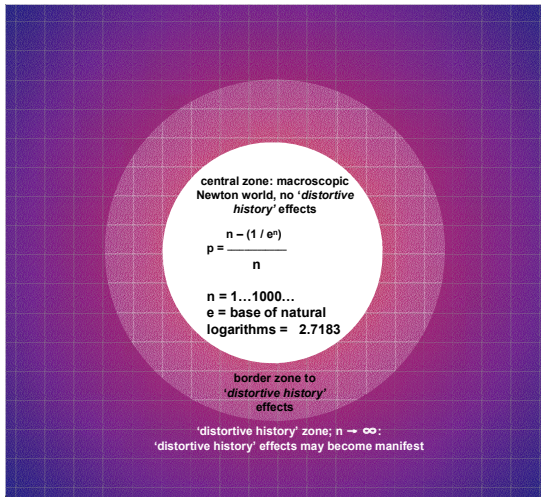 central zone: macroscopic
Newton world, no ‘distortive
history’ effects
n – (1 / eⁿ)
p = ―――――
n
n = 1…1000…
e = base of natural
logarithms = 2.7183
border zone to
‘distortive history’
effects
‘distortive history’ zone; n → ∞:
‘distortive history’ effects may become manifest